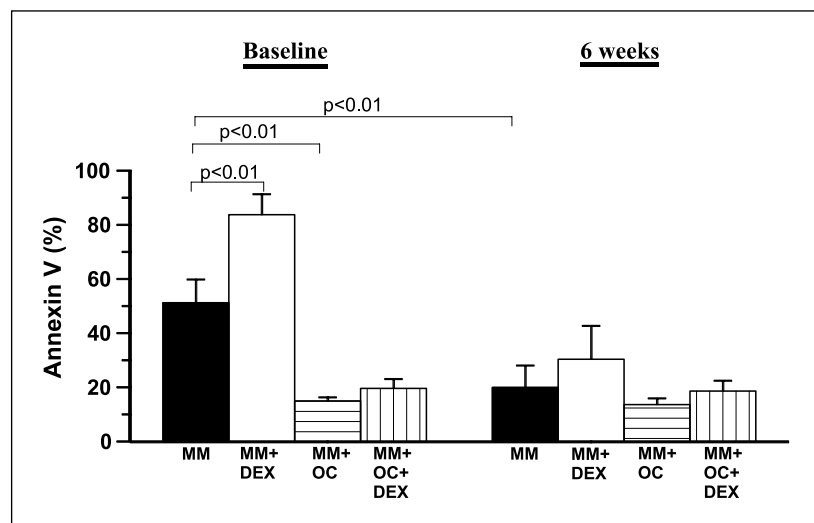 Baseline 6 weeks
p<0.01
p<0.01
p<0.01
Annexin V (%)
100
80
60
40
20
0
MM MM+ MM+ MM+ MM MM+ MM+ MM+
DEX OC OC+ DEX OC OC+
DEX DEX